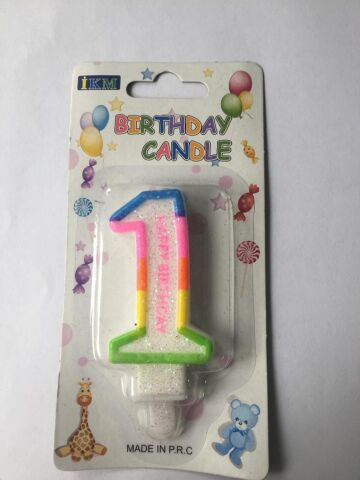 IKM
BIRTHDAY
CANDLE
HAPPY BIRTHDAY
MADE IN P.R.C